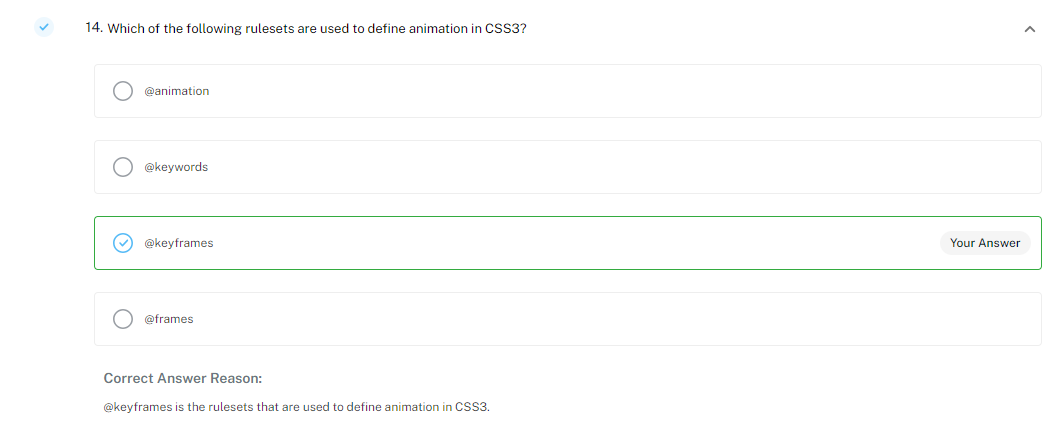 14. Which of the following rulesets are used to define animation in CSS3?
@animation
@keywords
@keyframes
Your Answer
@frames
Correct Answer Reason:
@keyframes is the rulesets that are used to define animation in CSS3.